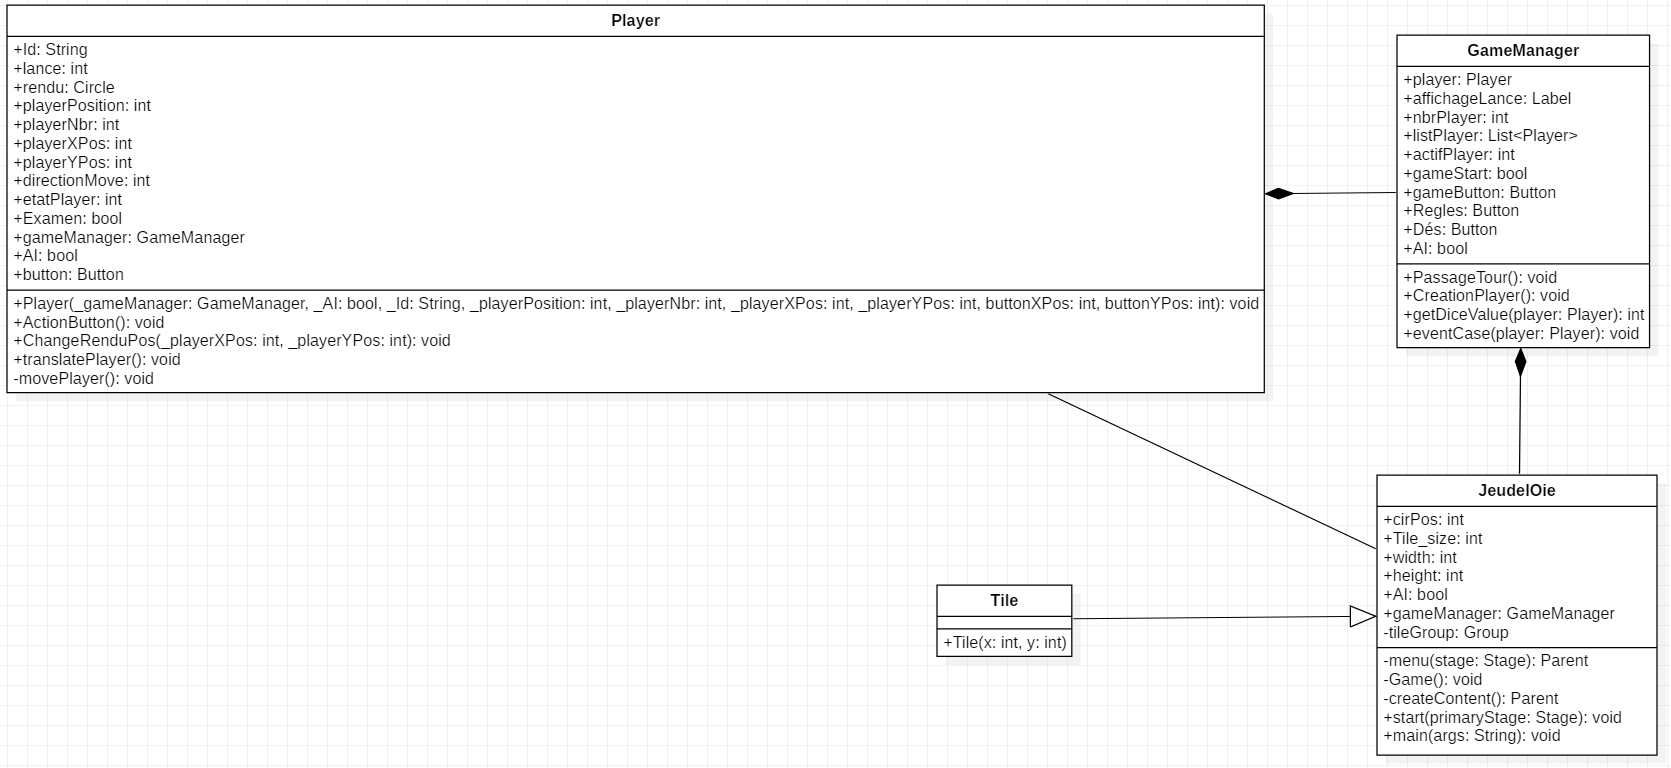 Player
+Id: String
+lance: int
+rendu: Circle
+playerPosition: int
+playerNbr: int
+playerXPos: int
+playerYPos: int
+directionMove: int
+etatPlayer: int
+Examen: bool
+gameManager: GameManager
+AI: bool
+button: Button
+Player(_gameManager: GameManager, _AI: bool, _Id: String, _playerPosition: int, _playerNbr: int, _playerXPos: int, _playerYPos: int, buttonXPos: int, buttonYPos: int): void
+ActionButton(): void
+ChangeRenduPos(_playerXPos: int, _playerYPos: int): void
+translatePlayer(): void
-movePlayer(): void
GameManager
+player: Player
+affichageLance: Label
+nbrPlayer: int
+listPlayer: List<Player>
+actifPlayer: int
+gameStart: bool
+gameButton: Button
+Regles: Button
+Dés: Button
+AI: bool
+PassageTour(): void
+CreationPlayer(): void
+getDiceValue(player: Player): int
+eventCase(player: Player): void
Tile
+Tile(x: int, y: int)
JeudelOie
+cirPos: int
+Tile_size: int
+width: int
+height: int
+AI: bool
+gameManager: GameManager
-tileGroup: Group
-menu(stage: Stage): Parent
-Game(): void
-createContent(): Parent
+start(primaryStage: Stage): void
+main(args: String): void